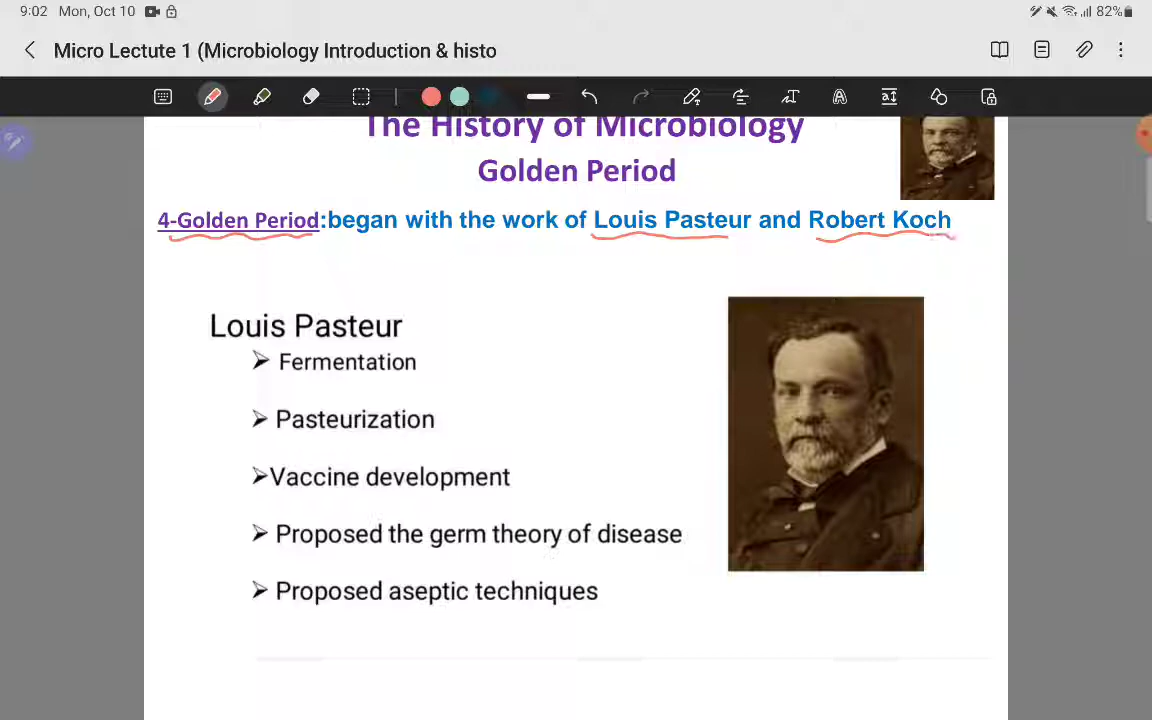 9:02 Mon, Oct 10 82%
Micro Lectute 1 (Microbiology Introduction & histo
The History of Microbiology
Golden Period
4-Golden Period:began with the work of Louis Pasteur and Robert Koch
Louis Pasteur
➢ Fermentation
➢ Pasteurization
➢Vaccine development
➢ Proposed the germ theory of disease
➢ Proposed aseptic techniques